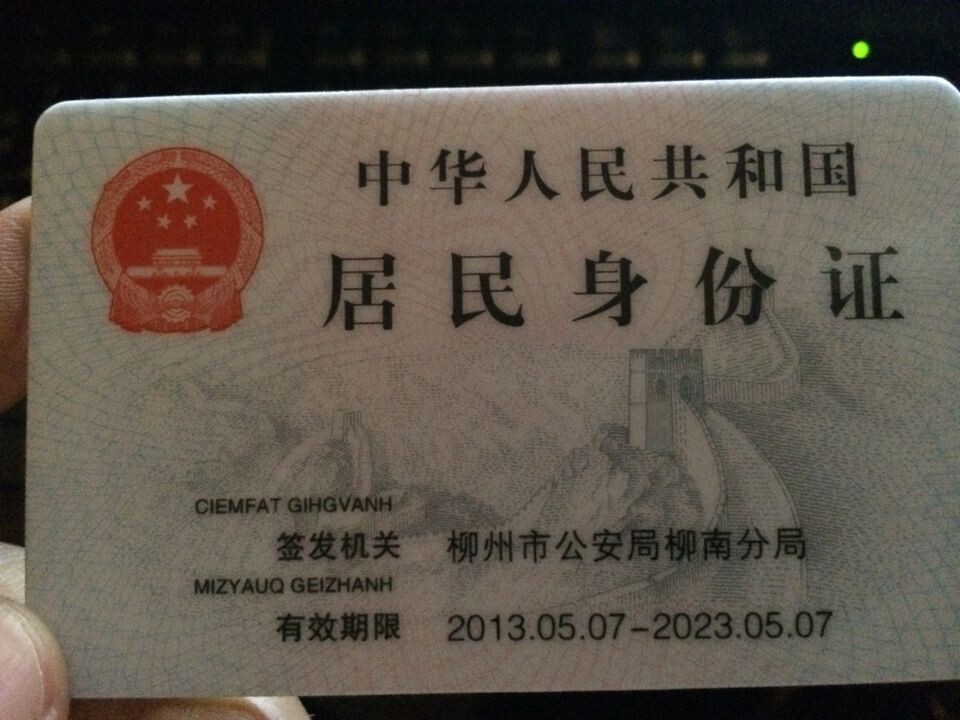 中华人民共和国
居民身份证
CIEMFAT GIHGVANH
签发机关 柳州市公安局柳南分局
MIZYAUQ GEIZHANH
有效期限 2013.05.07-2023.05.07